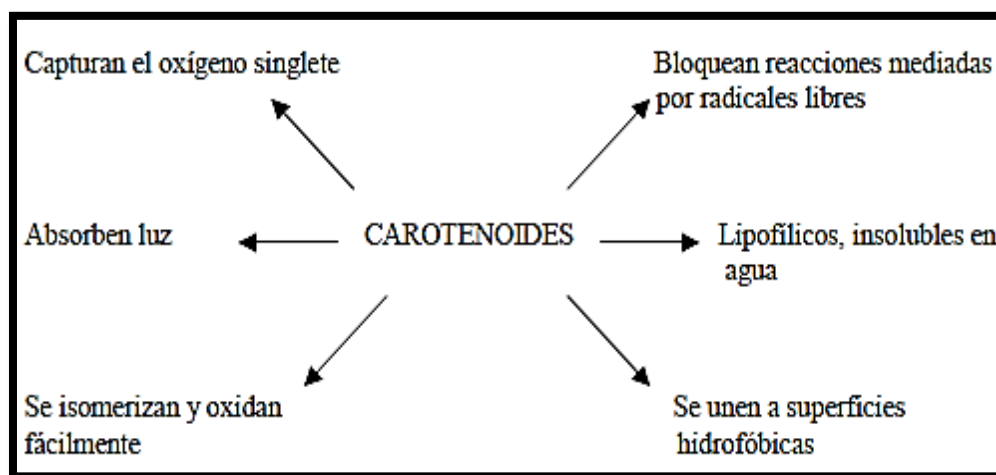 Capturan el oxígeno singlete
Bloquean reacciones mediadas
por radicales libres
Absorben luz
CAROTENOIDES
Lipofílicos, insolubles en
agua
Se isomerizan y oxidan
fácilmente
Se unen a superfícies
hidrofóbicas